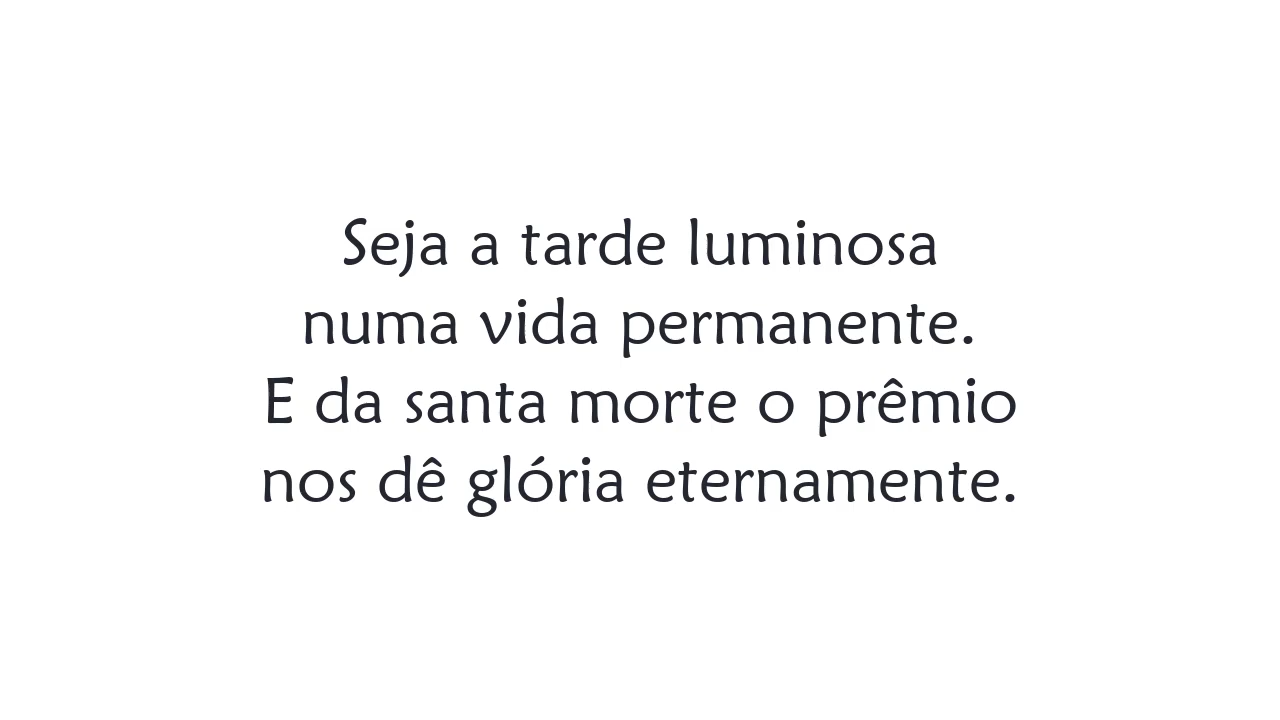 Seja a tarde luminosa
numa vida permanente.
E da santa morte o prêmio
nos dê glória eternamente.